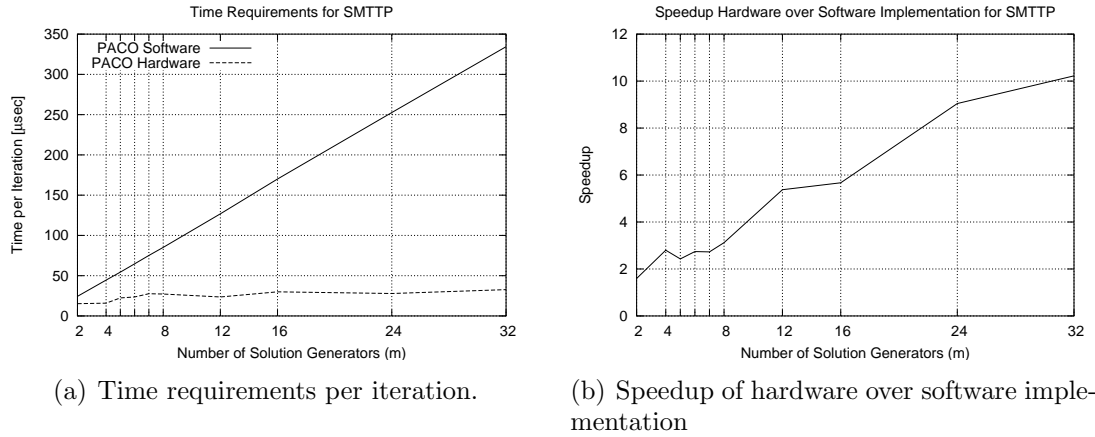 Time Requirements for SMTTP
350
300
250
200
150
100
50
0
Time per Iteration [μsec]
PACO Software
PACO Hardware
2 4 8 12 16 24 32
Number of Solution Generators (m)
(a) Time requirements per iteration.
Speedup Hardware over Software Implementation for SMTTP
12
10
8
6
4
2
0
Speedup
2 4 8 12 16 24 32
Number of Solution Generators (m)
(b) Speedup of hardware over software imple-
mentation